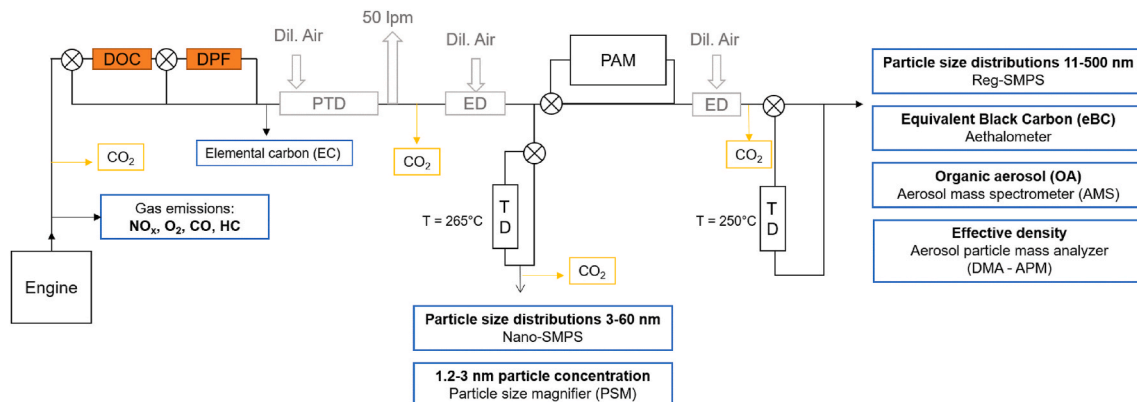 50 lpm
Dil. Air
Dil. Air
Dil. Air
DOC
DPF
PAM
PTD
ED
ED
CO2
Elemental carbon (EC)
CO2
CO2
Gas emissions:
NOx, O2, CO, HC
Engine
T = 265°C
TD
CO2
T = 250°C
TD
Particle size distributions 3-60 nm
Nano-SMPS
1.2-3 nm particle concentration
Particle size magnifier (PSM)
Particle size distributions 11-500 nm
Reg-SMPS
Equivalent Black Carbon (eBC)
Aethalometer
Organic aerosol (OA)
Aerosol mass spectrometer (AMS)
Effective density
Aerosol particle mass analyzer
(DMA - APM)